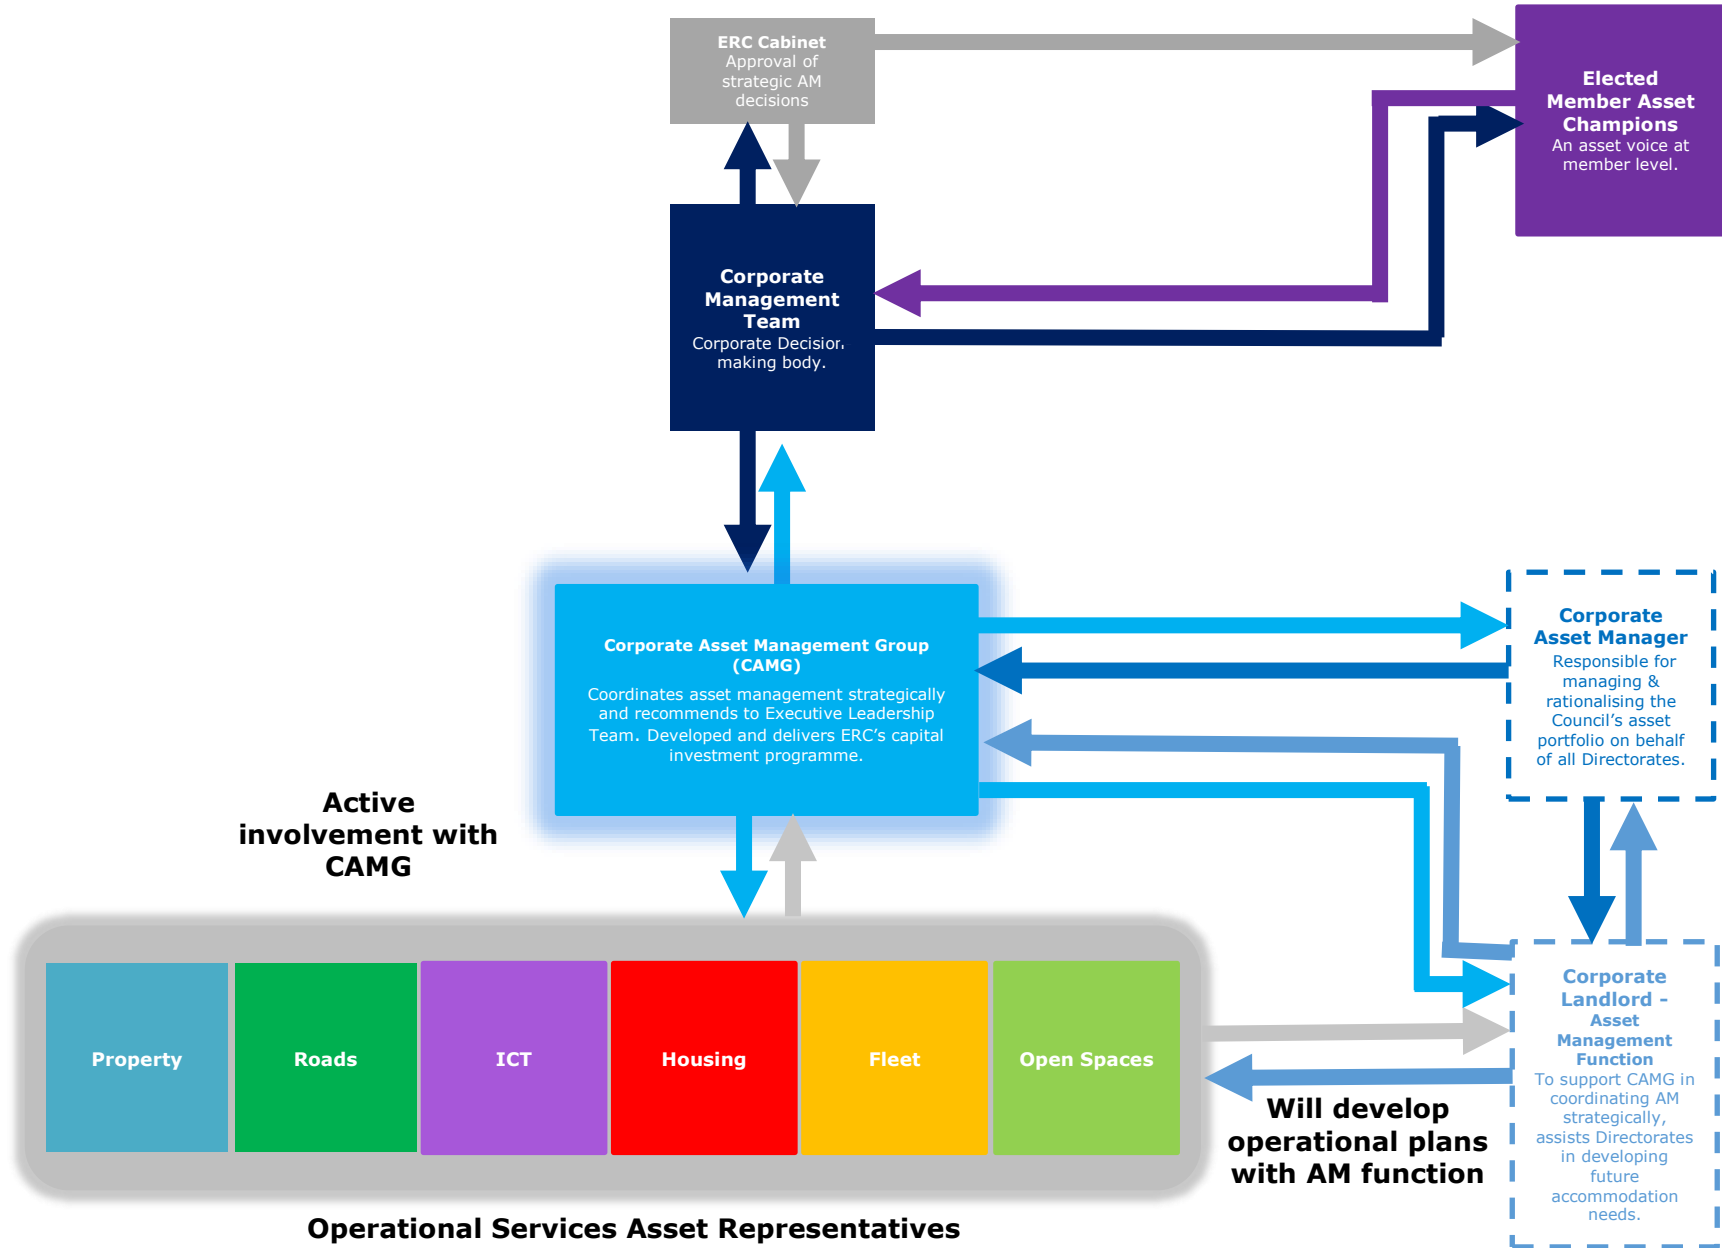 ERC Cabinet
Approval of
strategic AM
decisions
Elected
Member Asset
Champions
An asset voice at
member level.
Corporate
Management
Team
Corporate Decision
making body.
Corporate Asset Management Group
(CAMG)
Coordinates asset management strategically
and recommends to Executive Leadership
Team. Developed and delivers ERC’s capital
investment programme.
Corporate
Asset Manager
Responsible for
managing &
rationalising the
Council’s asset
portfolio on behalf
of all Directorates.
Active
involvement with
CAMG
Property
Roads
ICT
Housing
Fleet
Open Spaces
Corporate
Landlord –
Asset
Management
Function
To support CAMG in
coordinating AM
strategically,
assists Directorates
in developing
future
accommodation
needs.
Will develop
operational plans
with AM function
Operational Services Asset Representatives